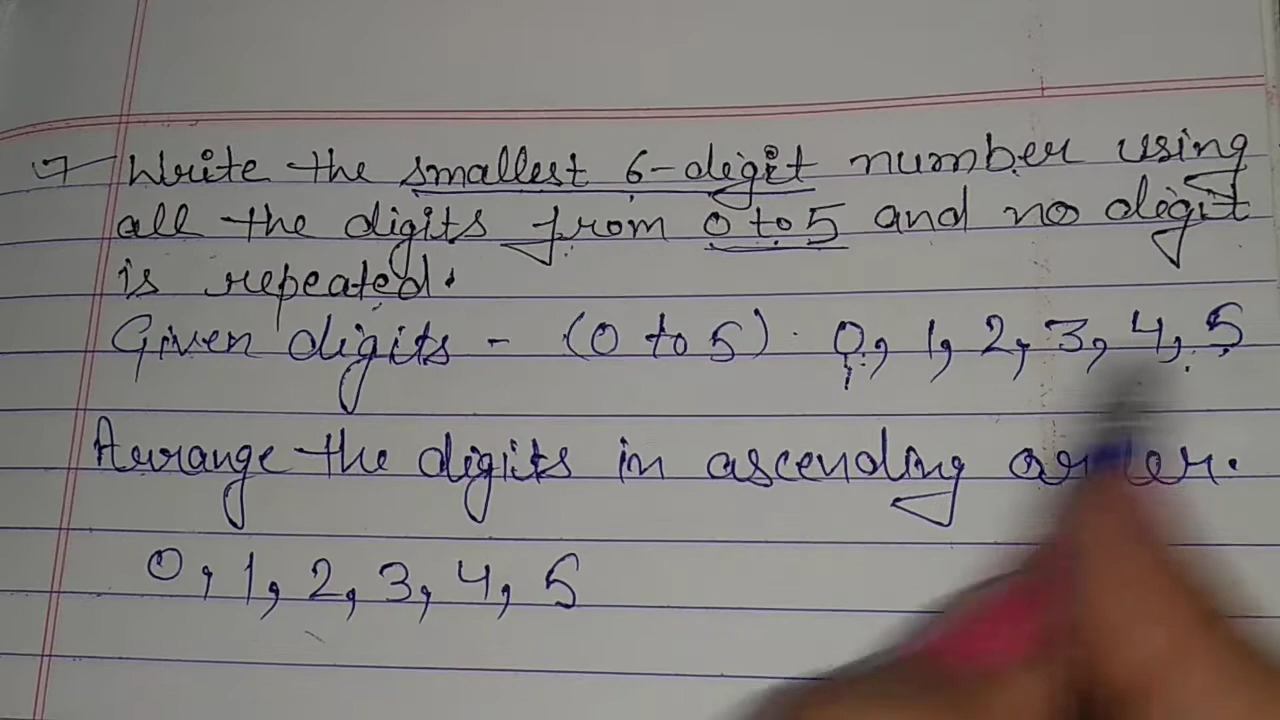 7 Write the smallest 6-digit number using
all the digits from 0 to 5 and no digit
is repeated.
Given digits - (0 to 5). 0, 1, 2, 3, 4, 5
Arrange the digits in ascending
0, 1, 2, 3, 4, 5